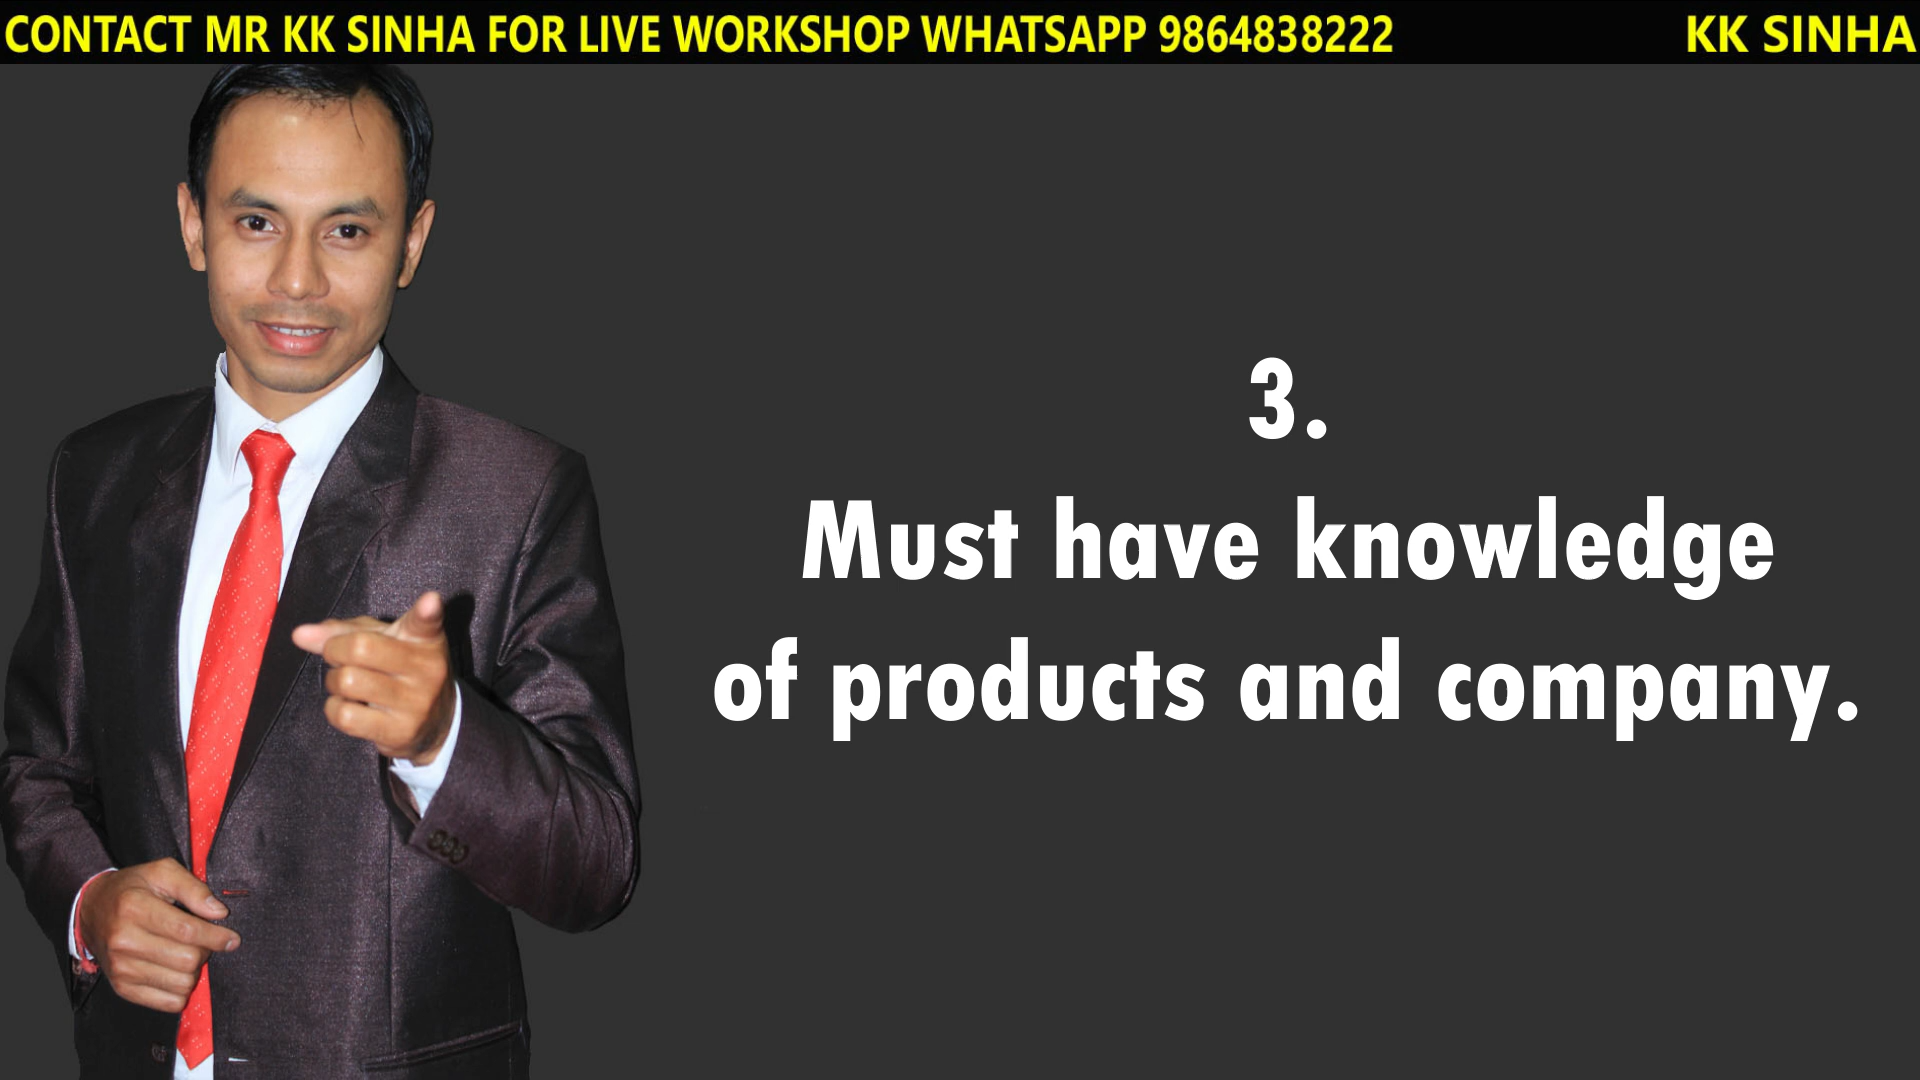 CONTACT MR KK SINHA FOR LIVE WORKSHOP WHATSAPP 9864838222
KK SINHA
3.
Must have knowledge
of products and company.